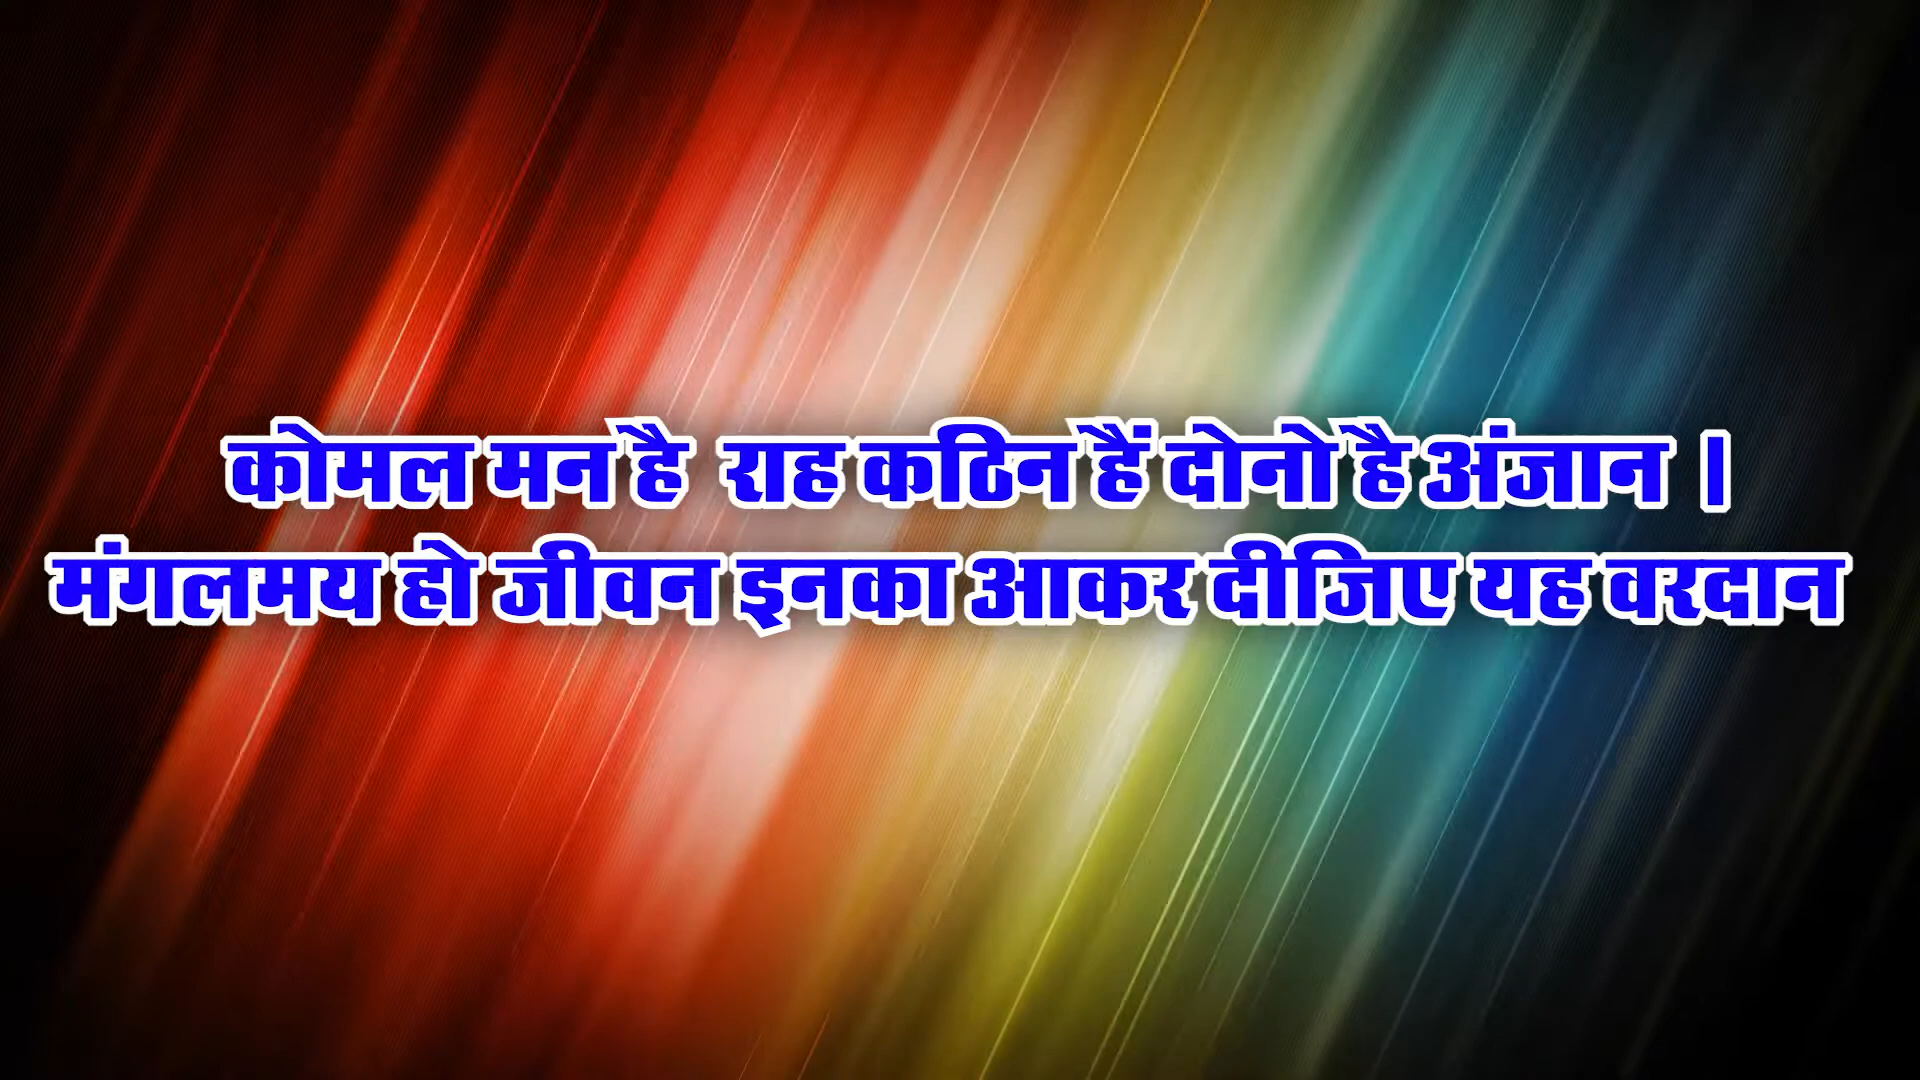 कोमल मन है राह कठिन हैं दोनो है अंजान ।
मंगलमय हो जीवन इनका आकर दीजिए यह वरदान